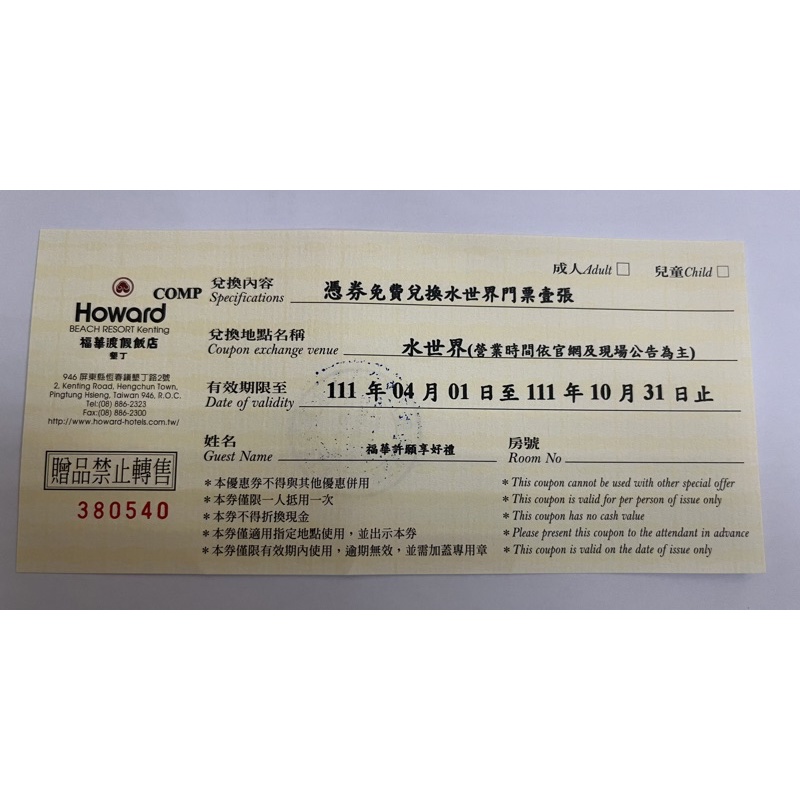 成人Adult □ 兒童Child □
COMP
Howard
BEACH RESORT Kenting
福華渡假飯店
墾丁
946 屏東縣恆春鎮墾丁路2號
2, Kenting Road, Hengchun Town,
Pingtung Hsieng, Taiwan 946, R.O.C.
Tel:(08) 886-2323
Fax:(08) 886-2300
http://www.howard-hotels.com.tw/
贈品禁止轉售
380540
兌換內容 憑券免費兌換水世界門票壹張
Specifications
兌換地點名稱 水世界(營業時間依官網及現場公告為主)
Coupon exchange venue
有效期限至 111 年 04 月 01 日至 111 年 10 月 31 日止
Date of validity
姓名 福華許願享好禮 房號
Guest Name Room No
*本優惠券不得與其他優惠併用
*本券僅限一人抵用一次
*本券不得折換現金
*本券僅適用指定地點使用，並出示本券
*本券僅限有效期內使用，逾期無效，並需加蓋專用章
* This coupon cannot be used with other special offer
* This coupon is valid for per person of issue only
* This coupon has no cash value
* Please present this coupon to the attendant in advance
* This coupon is valid on the date of issue only